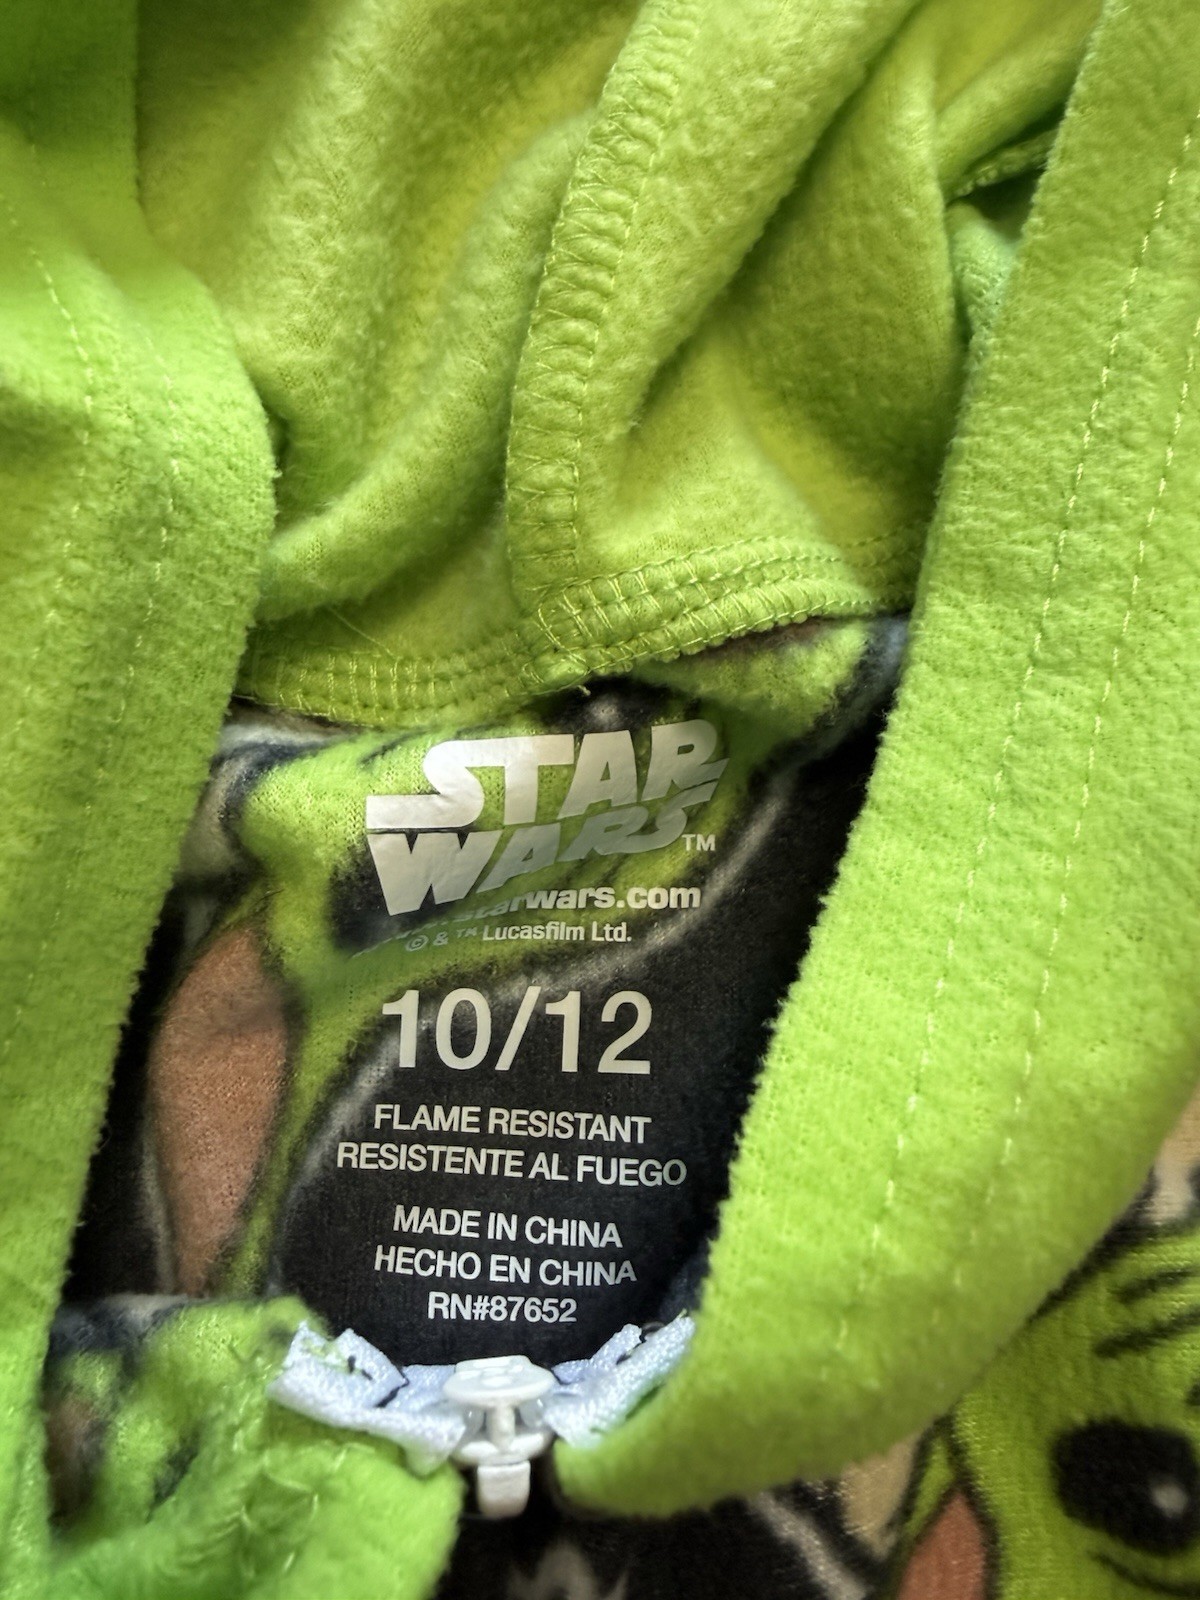 STAR
WARS™
starwars.com
© & ™ Lucasfilm Ltd.
10/12
FLAME RESISTANT
RESISTENTE AL FUEGO
MADE IN CHINA
HECHO EN CHINA
RN#87652